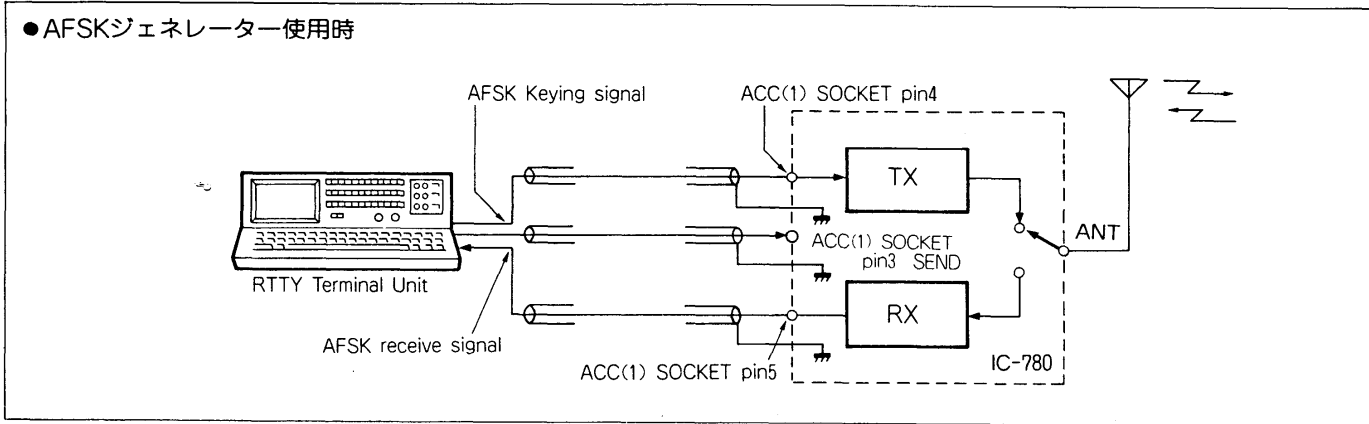 ●AFSKジェネレーター使用時
AFSK Keying signal
ACC(1) SOCKET pin4
TX
ANT
ACC(1) SOCKET
pin3 SEND
RTTY Terminal Unit
RX
AFSK receive signal
ACC(1) SOCKET pin5
IC-780